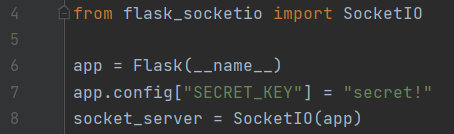 4 from flask_socketio import SocketIO
5
6 app = Flask(__name__)
7 app.config["SECRET_KEY"] = "secret!"
8 socket_server = SocketIO(app)